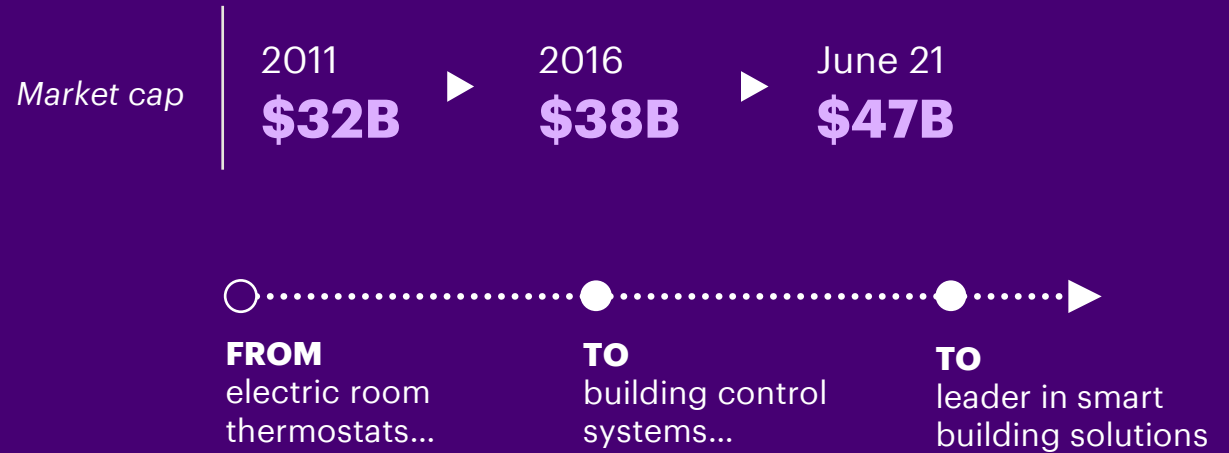 Market cap
2011
$32B
2016
$38B
June 21
$47B
FROM
electric room
thermostats...
TO
building control
systems...
TO
leader in smart
building solutions